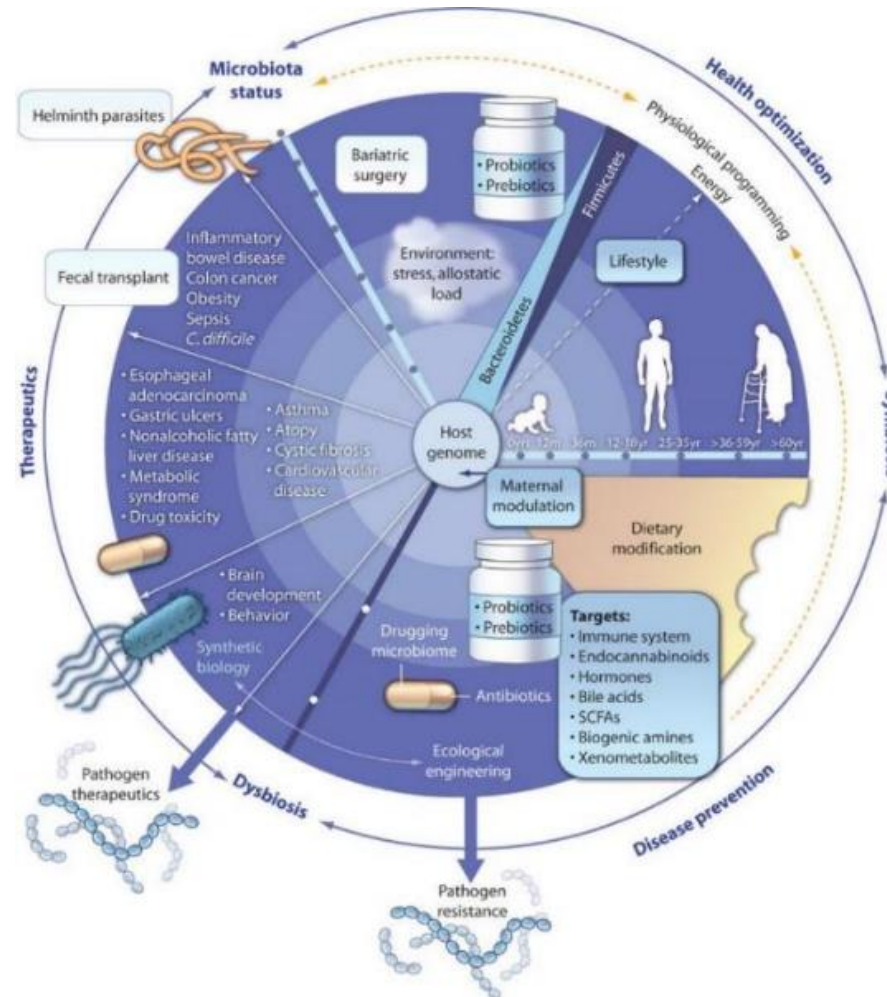 Microbiota
status
Health optimization
Helminth parasites
Physiological programming
Energy
Bariatric
surgery
• Probiotics
• Prebiotics
Firmicutes
Bacteroidetes
Environment:
stress, allostatic
load
Lifestyle
Fecal transplant
Inflammatory
bowel disease
Colon cancer
Obesity
Sepsis
C. difficile
Therapeutics
• Esophageal
adenocarcinoma
• Gastric ulcers
• Nonalcoholic fatty
liver disease
• Metabolic
syndrome
• Drug toxicity
• Asthma
• Atopy
• Cystic fibrosis
• Cardiovascular
disease
Host
genome
12-18yr
25-35yr
>36-59yr
>60yr
Maternal
modulation
Dietary
modification
• Brain
development
• Behavior
Synthetic
biology
Drugging
microbiome
• Probiotics
• Prebiotics
Antibiotics
Targets:
• Immune system
• Endocannabinoids
• Hormones
• Bile acids
• SCFAs
• Biogenic amines
• Xenometabolites
Ecological
engineering
Pathogen
therapeutics
Dysbiosis
Disease prevention
Pathogen
resistance